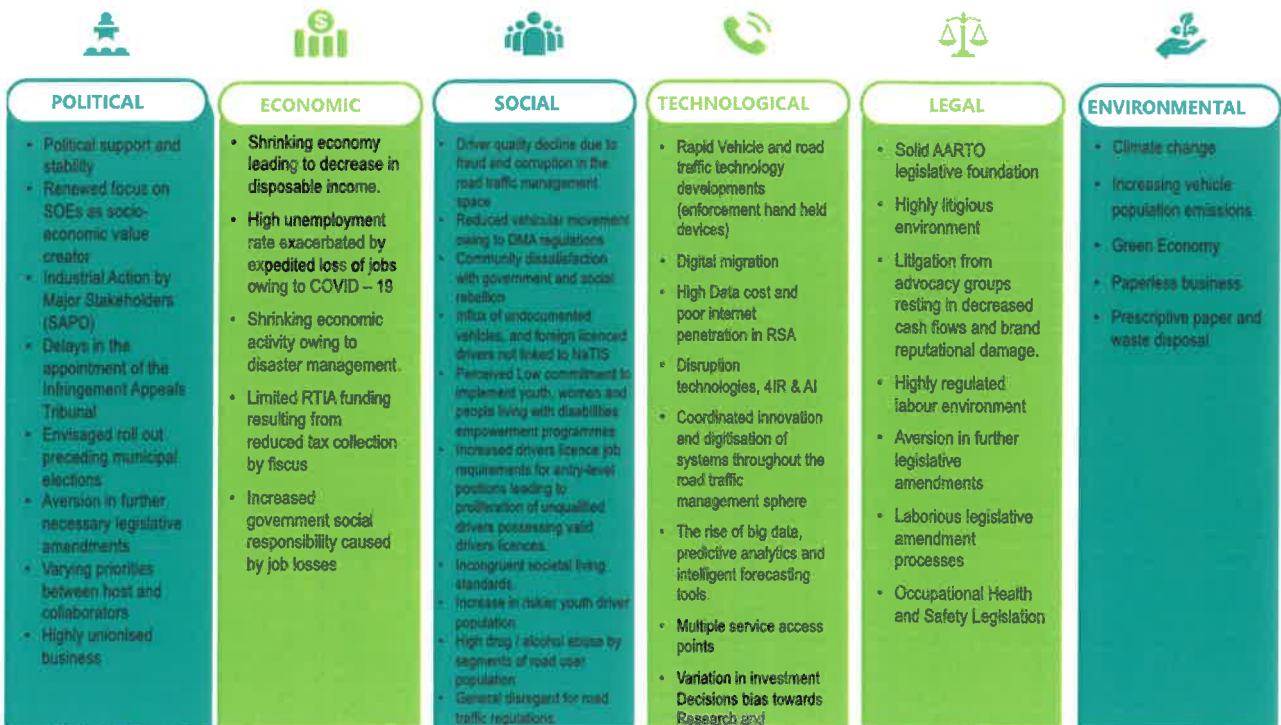 POLITICAL
• Political support and
stability
• Renewed focus on
SOEs as socio-
economic value
creator
• Industrial Action by
Major Stakeholders
(SAPO)
• Delays in the
appointment of the
Infringement Appeals
Tribunal
• Envisaged roll out
preceding municipal
elections
• Aversion in further
necessary legislative
amendments
• Varying priorities
between host and
collaborators
• Highly unionised
business
ECONOMIC
• Shrinking economy
leading to decrease in
disposable income.
• High unemployment
rate exacerbated by
expedited loss of jobs
owing to COVID – 19
• Shrinking economic
activity owing to
disaster management.
• Limited RTIA funding
resulting from
reduced tax collection
by fiscus
• Increased
government social
responsibility caused
by job losses
SOCIAL
• Driver quality decline due to
fraud and corruption in the
road traffic management
space
• Reduced vehicular movement
owing to DMA regulations
• Community dissatisfaction
with government and social
rebellion
• Influx of undocumented
vehicles, and foreign licenced
drivers not linked to NaTIS
• Perceived Low commitment to
implement youth, women and
people living with disabilities
empowerment programmes
• Increased drivers licence job
requirements for entry-level
positions leading to
proliferation of unqualified
drivers possessing valid
drivers licences.
• Incongruent societal living
standards.
• Increase in riskier youth driver
population
• High drug / alcohol abuse by
segments of road user
population
• General disregard for road
traffic regulations.
TECHNOLOGICAL
• Rapid Vehicle and road
traffic technology
developments
(enforcement hand held
devices)
• Digital migration
• High Data cost and
poor internet
penetration in RSA
• Disruption
technologies, 4IR & AI
• Coordinated innovation
and digitisation of
systems throughout the
road traffic
management sphere
• The rise of big data,
predictive analytics and
intelligent forecasting
tools.
• Multiple service access
points
• Variation in investment
Decisions bias towards
Research and
LEGAL
• Solid AARTO
legislative foundation
• Highly litigious
environment
• Litigation from
advocacy groups
resting in decreased
cash flows and brand
reputational damage.
• Highly regulated
labour environment
• Aversion in further
legislative
amendments
• Laborious legislative
amendment
processes
• Occupational Health
and Safety Legislation
ENVIRONMENTAL
• Climate change
• Increasing vehicle
population emissions
• Green Economy
• Paperless business
• Prescriptive paper and
waste disposal